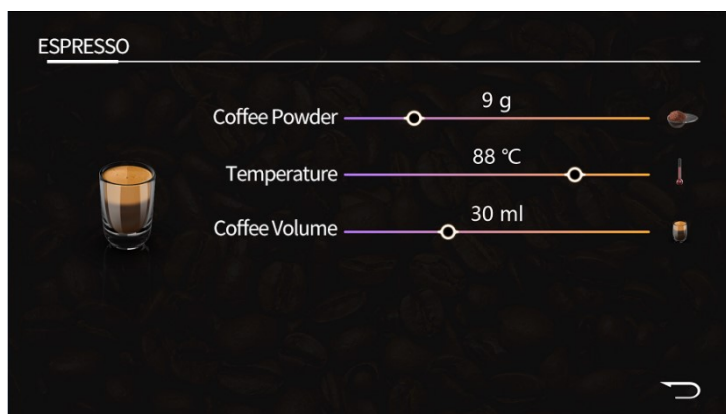 ESPRESSO
Coffee Powder 9 g
Temperature 88 °C
Coffee Volume 30 ml